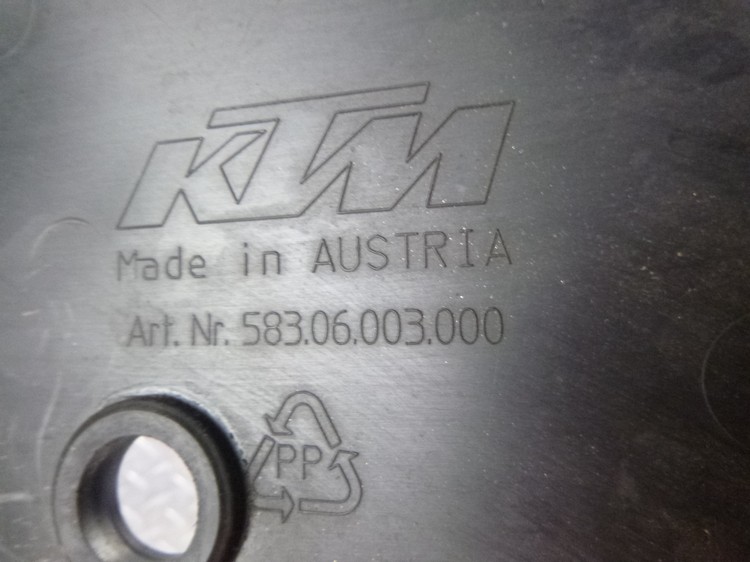 KTM
Made in AUSTRIA
Art. Nr. 583.06.003.000
PP